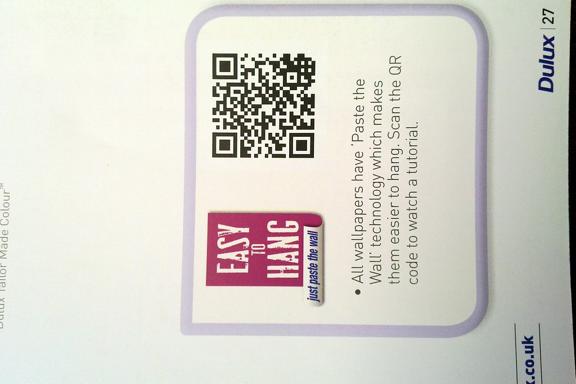 Dulux Tailor Made Colour™
EASY
TO
HANG
just paste the wall
• All wallpapers have 'Paste the
Wall' technology which makes
them easier to hang. Scan the QR
code to watch a tutorial.
.co.uk
Dulux | 27